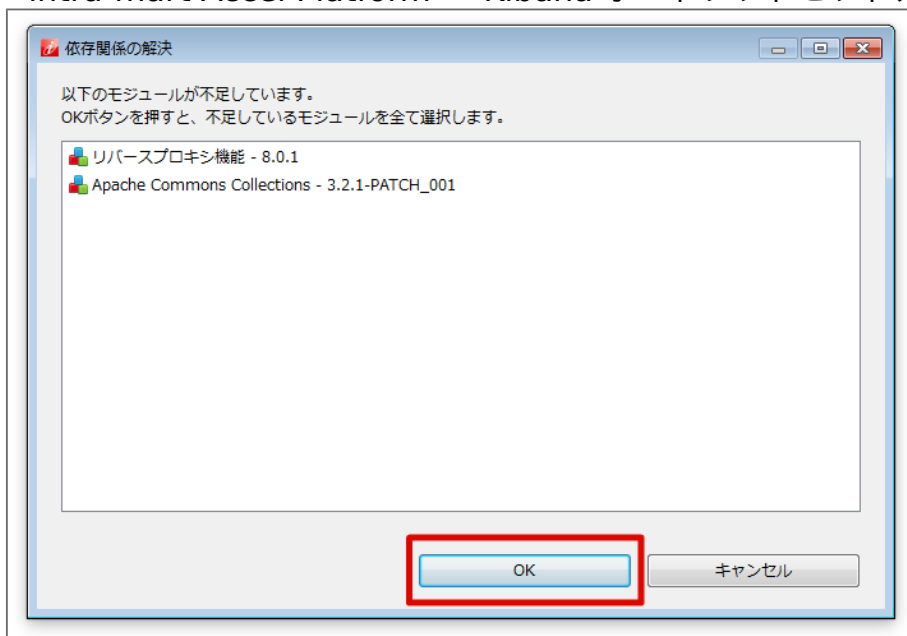 依存関係の解決
以下のモジュールが不足しています。
OKボタンを押すと、不足しているモジュールを全て選択します。
リバースプロキシ機能 - 8.0.1
Apache Commons Collections - 3.2.1-PATCH_001
OK
キャンセル